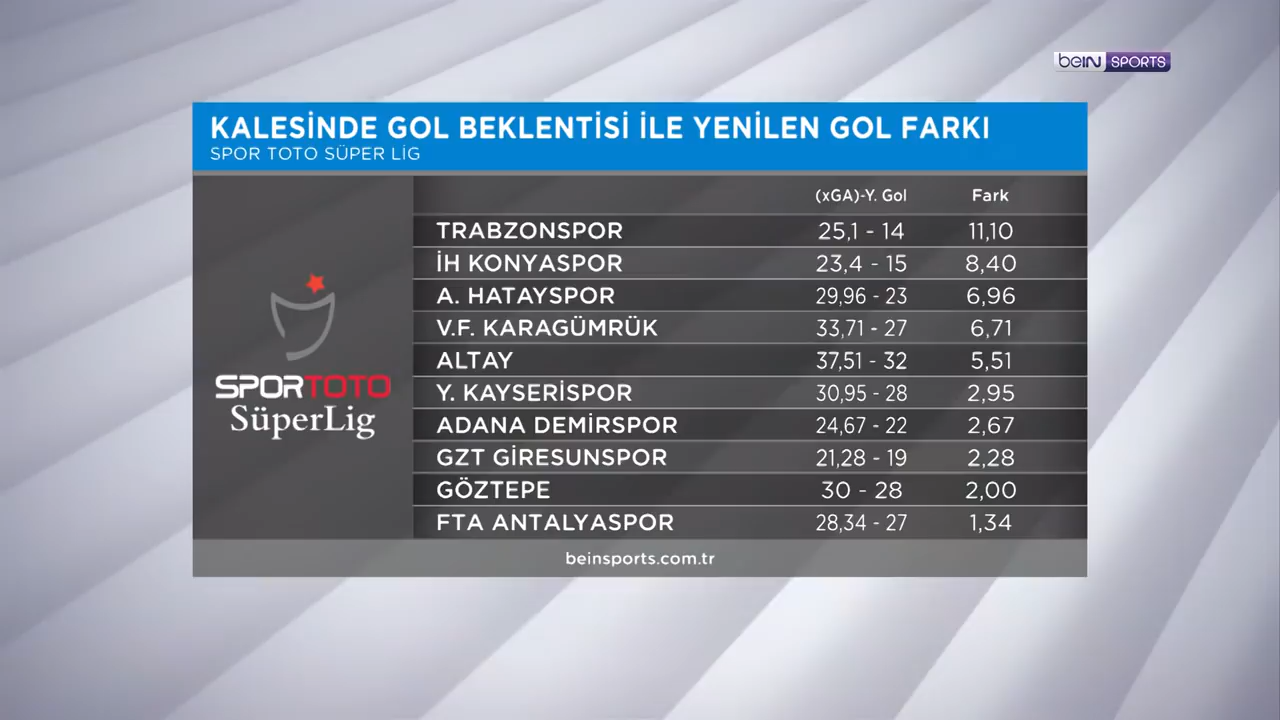 beIN SPORTS
KALESİNDE GOL BEKLENTİSİ İLE YENİLEN GOL FARKI
SPOR TOTO SÜPER LİG
(xGA)-Y. Gol Fark
TRABZONSPOR 25,1 - 14 11,10
İH KONYASPOR 23,4 - 15 8,40
A. HATAYSPOR 29,96 - 23 6,96
V.F. KARAGÜMRÜK 33,71 - 27 6,71
ALTAY 37,51 - 32 5,51
Y. KAYSERİSPOR 30,95 - 28 2,95
ADANA DEMİRSPOR 24,67 - 22 2,67
GZT GİRESUNSPOR 21,28 - 19 2,28
GÖZTEPE 30 - 28 2,00
FTA ANTALYASPOR 28,34 - 27 1,34
SPORTOTO
SüperLig
beinsports.com.tr